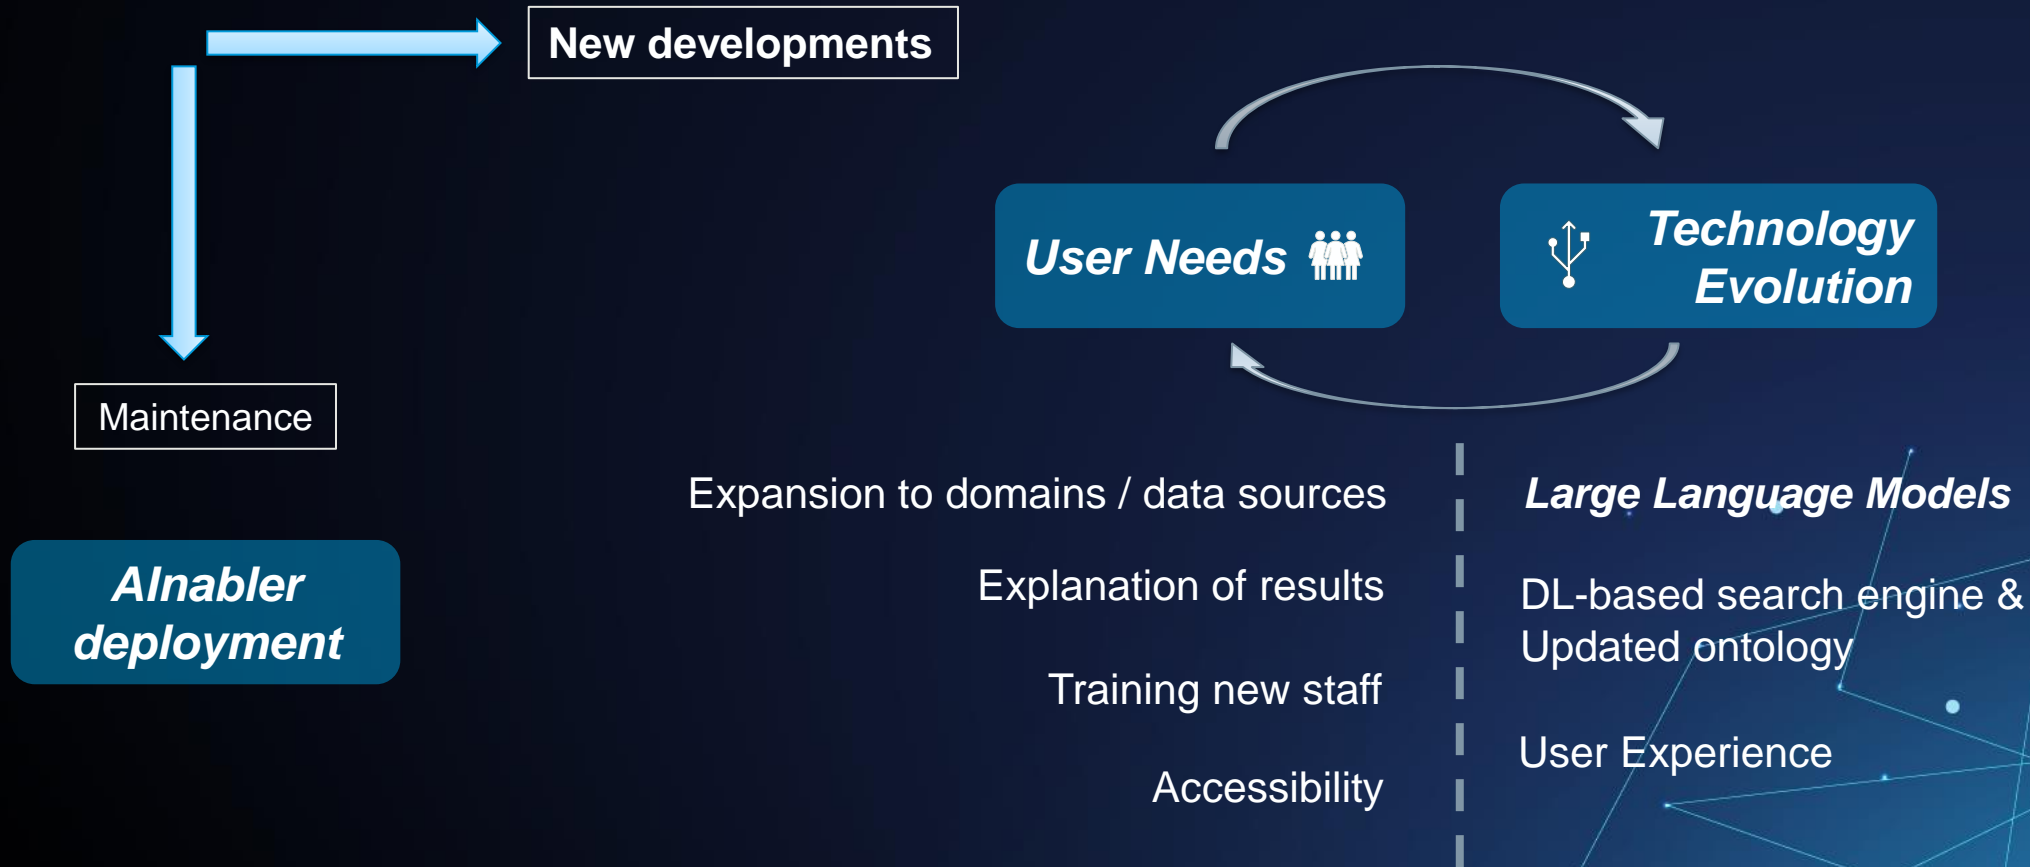 New developments
User Needs
Technology
Evolution
Maintenance
AInabler
deployment
Expansion to domains / data sources
Explanation of results
Training new staff
Accessibility
Large Language Models
DL-based search engine &
Updated ontology
User Experience